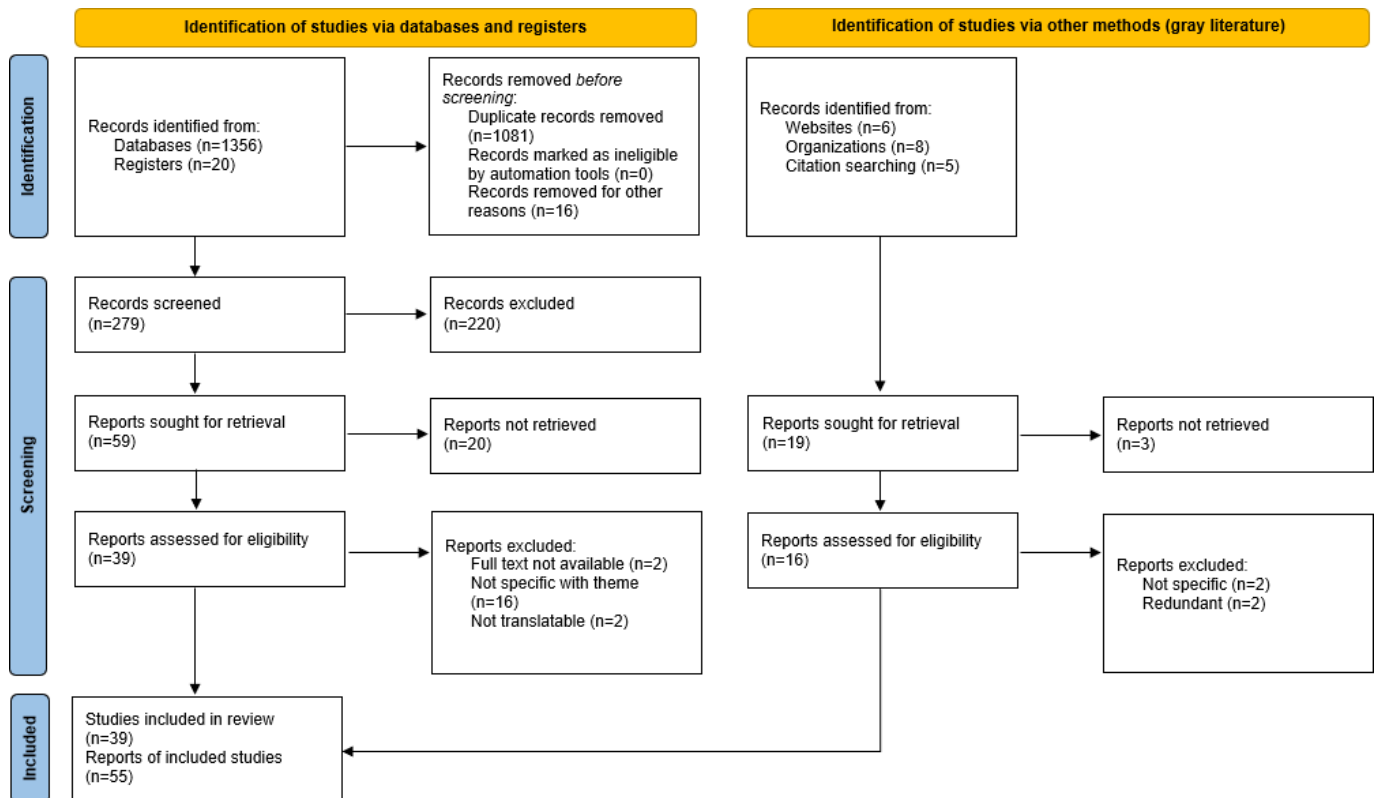 Identification of studies via databases and registers
Identification of studies via other methods (gray literature)
Identification
Records identified from:
Databases (n=1356)
Registers (n=20)
Records removed before
screening:
Duplicate records removed
(n=1081)
Records marked as ineligible
by automation tools (n=0)
Records removed for other
reasons (n=16)
Records identified from:
Websites (n=6)
Organizations (n=8)
Citation searching (n=5)
Screening
Records screened
(n=279)
Records excluded
(n=220)
Reports sought for retrieval
(n=59)
Reports not retrieved
(n=20)
Reports sought for retrieval
(n=19)
Reports not retrieved
(n=3)
Reports assessed for eligibility
(n=39)
Reports excluded:
Full text not available (n=2)
Not specific with theme
(n=16)
Not translatable (n=2)
Reports assessed for eligibility
(n=16)
Reports excluded:
Not specific (n=2)
Redundant (n=2)
Included
Studies included in review
(n=39)
Reports of included studies
(n=55)